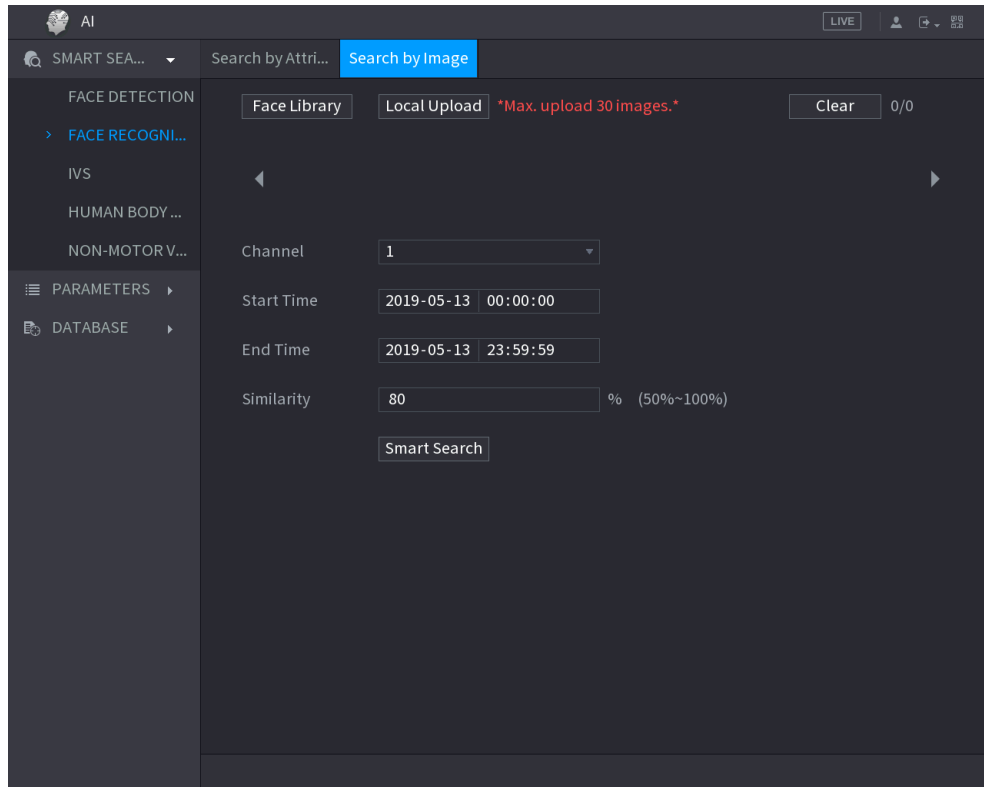 AI LIVE
SMART SEA... Search by Attri... Search by Image
FACE DETECTION
Face Library Local Upload *Max. upload 30 images.* Clear 0/0
FACE RECOGNI...
IVS
HUMAN BODY ...
NON-MOTOR V...
Channel 1
PARAMETERS
Start Time 2019-05-13 00:00:00
DATABASE
End Time 2019-05-13 23:59:59
Similarity 80 % (50%~100%)
Smart Search